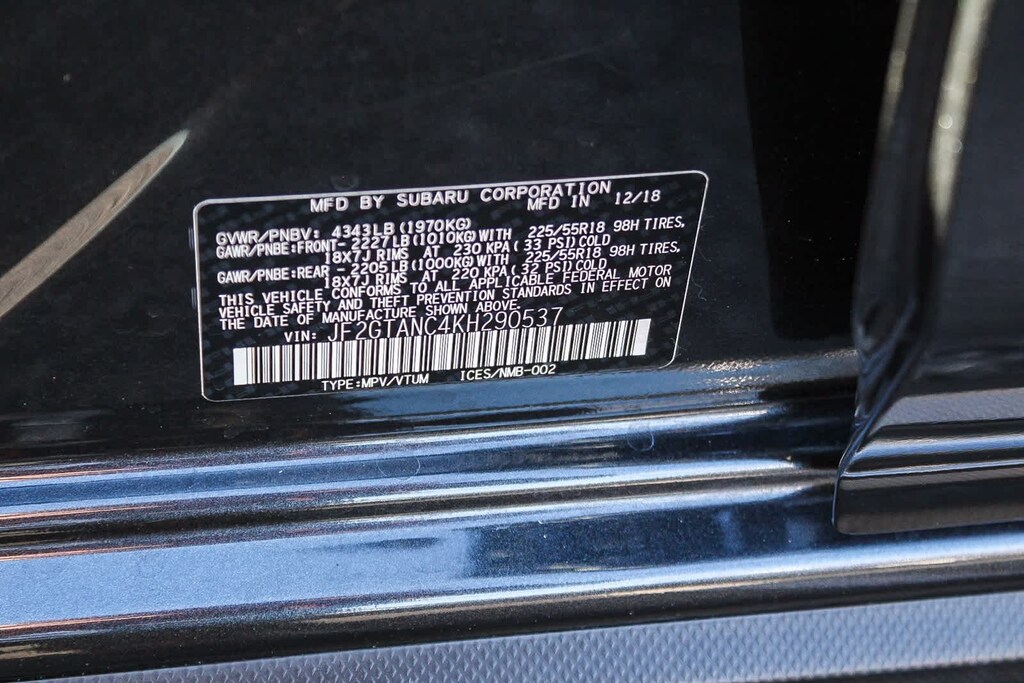 MFD BY SUBARU CORPORATION
MFD IN 12/18
GVWR/PNBV: 4343LB (1970KG)
GAWR/PNBE:FRONT-2227LB(1010KG)WITH 225/55R18 98H TIRES,
18X7J RIMS AT 230 KPA( 33 PSI)COLD
GAWR/PNBE:REAR -2205LB(1000KG)WITH 225/55R18 98H TIRES,
18X7J RIMS AT 220 KPA( 32 PSI)COLD
THIS VEHICLE CONFORMS TO ALL APPLICABLE FEDERAL MOTOR
VEHICLE SAFETY AND THEFT PREVENTION STANDARDS IN EFFECT ON
THE DATE OF MANUFACTURE SHOWN ABOVE.
VIN: JF2GTANC4KH290537
TYPE:MPV/VTUM ICES/NMB-002